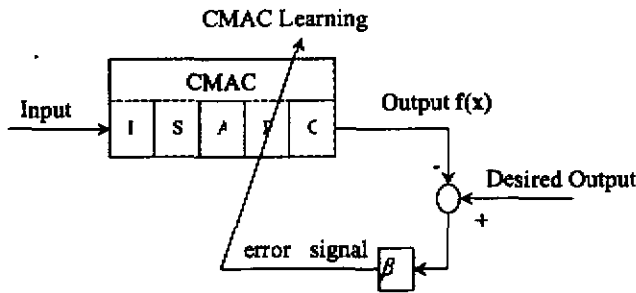 CMAC Learning
CMAC
Input
I S A P C
Output f(x)
-
Desired Output
+
error signal
β